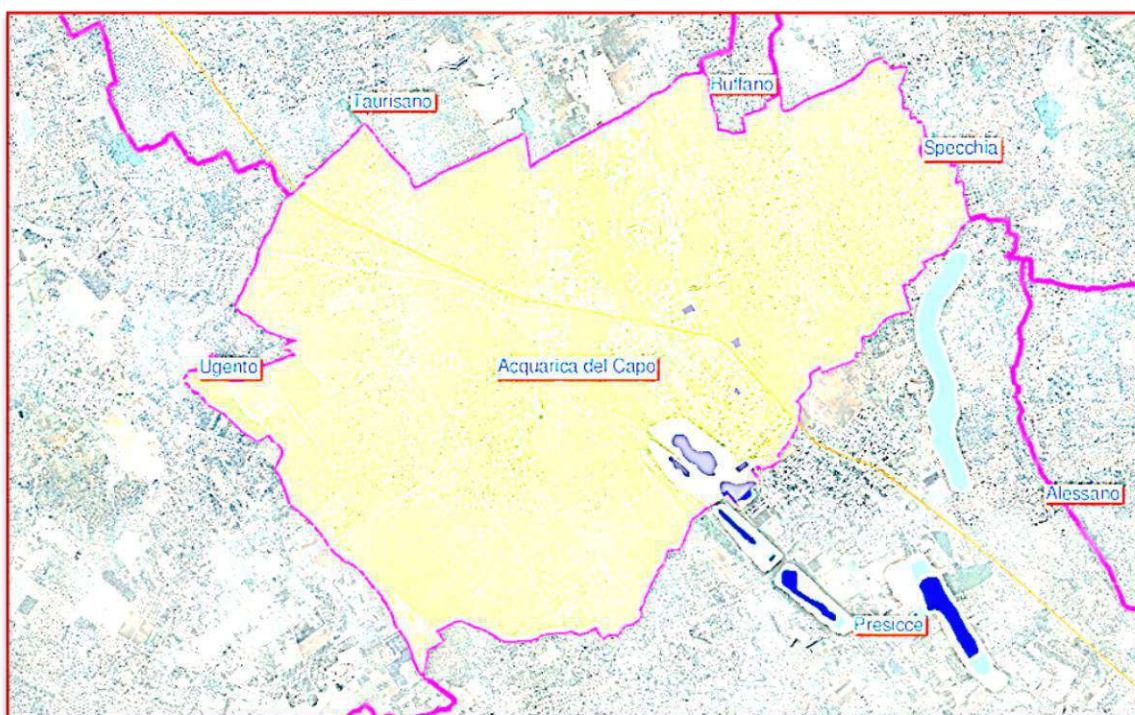 Ruffano
Taurisano
Specchia
Ugento
Acquarica del Capo
Alessano
Presicce